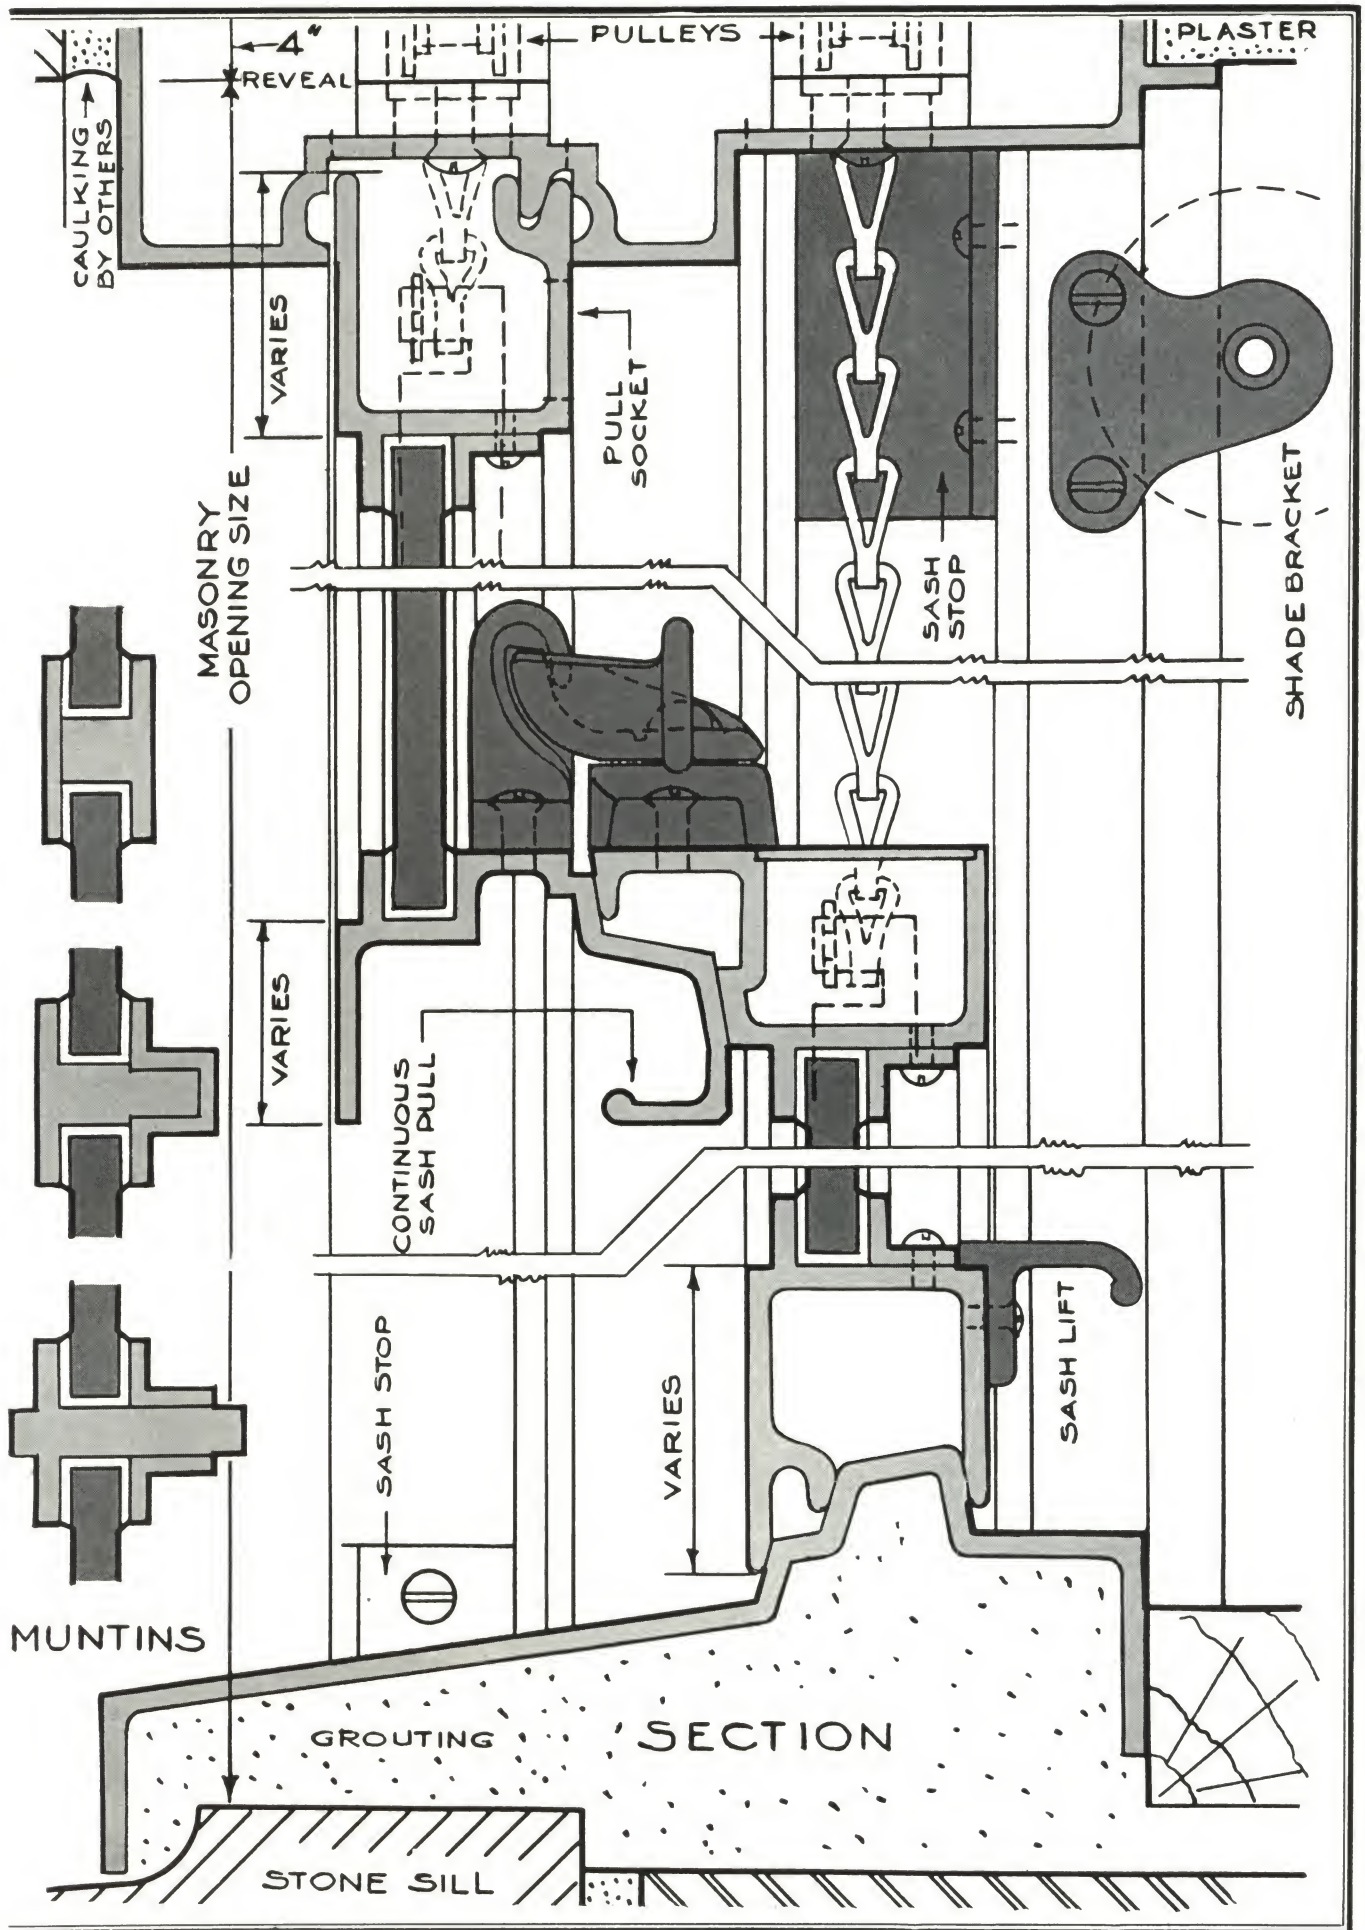 4"
REVEAL
PULLEYS
PLASTER
CAULKING
BY OTHERS
VARIES
PULL
SOCKET
MASONRY
OPENING SIZE
SASH
STOP
SHADE BRACKET
VARIES
CONTINUOUS
SASH PULL
SASH STOP
VARIES
SASH LIFT
MUNTINS
GROUTING
SECTION
STONE SILL